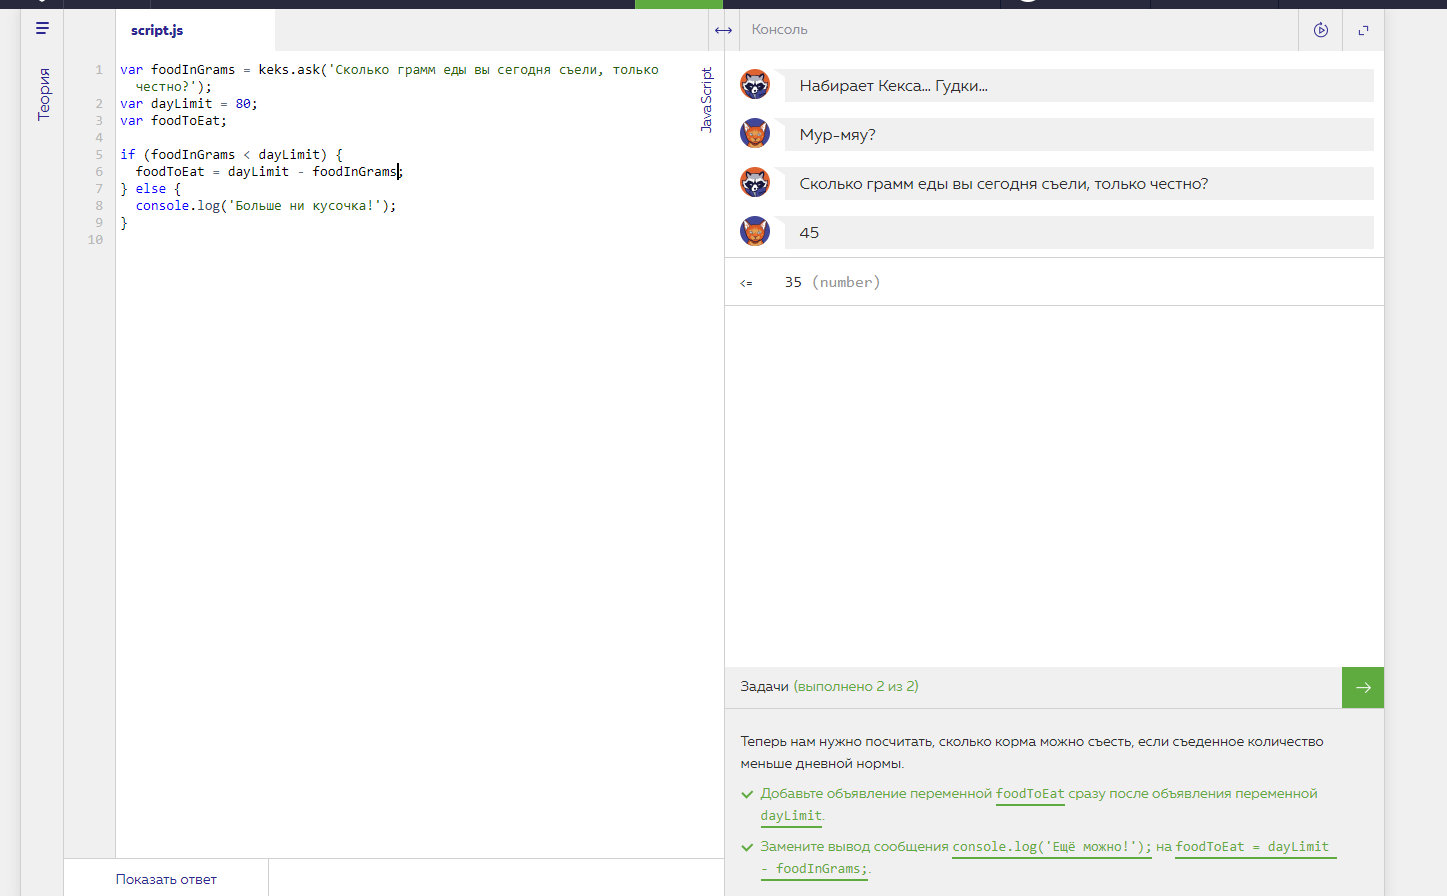 script.js
Консоль
Теория
JavaScript
1 var foodInGrams = keks.ask('Сколько грамм еды вы сегодня съели, только
честно?');
2 var dayLimit = 80;
3 var foodToEat;
4
5 if (foodInGrams < dayLimit) {
6 foodToEat = dayLimit - foodInGrams;
7 } else {
8 console.log('Больше ни кусочка!');
9 }
10
Показать ответ
Набирает Кекса... Гудки...
Мур-мяу?
Сколько грамм еды вы сегодня съели, только честно?
45
<= 35 (number)
Задачи (выполнено 2 из 2)
Теперь нам нужно посчитать, сколько корма можно съесть, если съеденное количество
меньше дневной нормы.
Добавьте объявление переменной foodToEat сразу после объявления переменной
dayLimit.
Замените вывод сообщения console.log('Ещё можно!'); на foodToEat = dayLimit
- foodInGrams;.